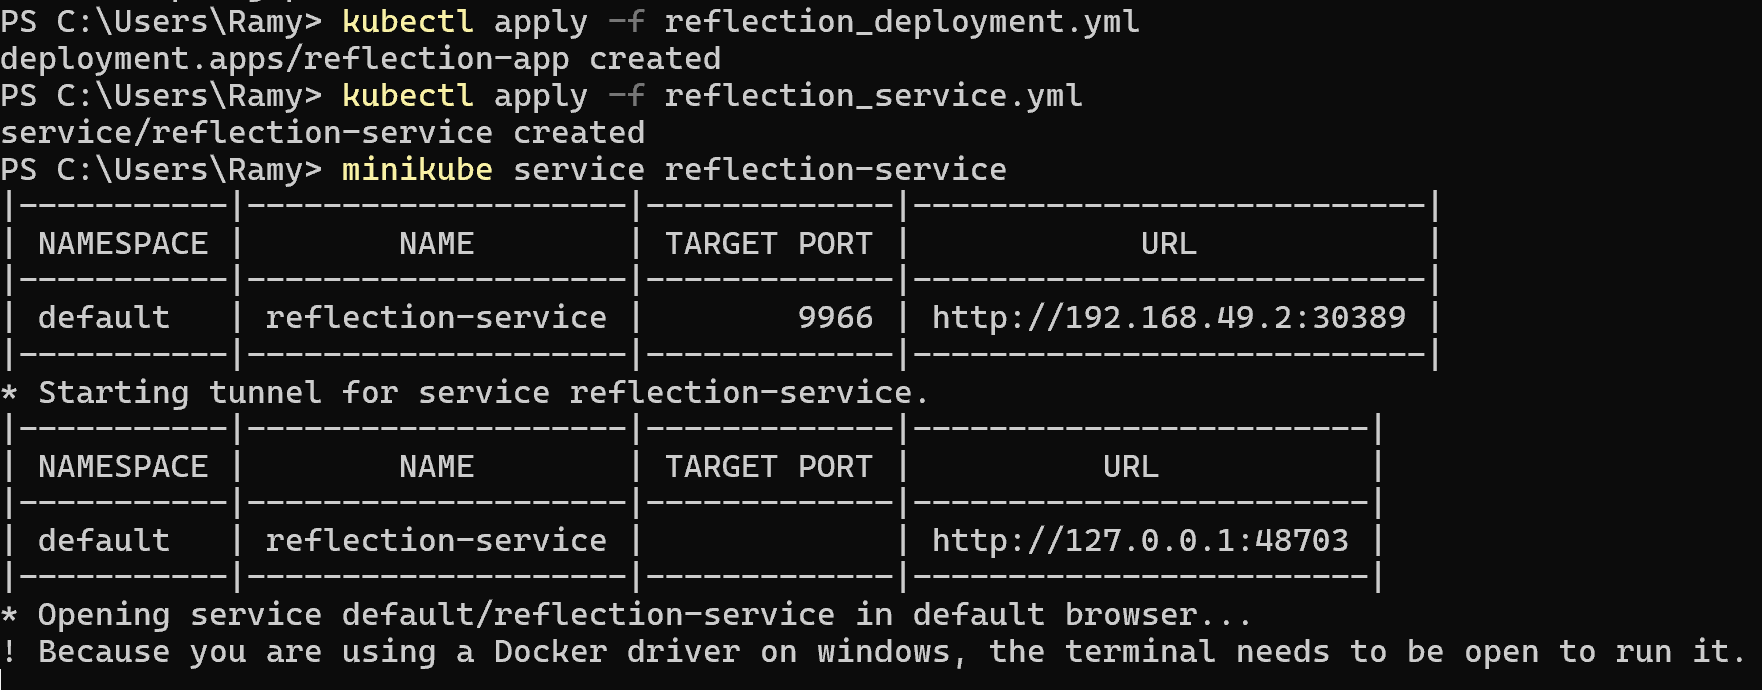 PS C:\Users\Ramy> kubectl apply -f reflection_deployment.yml
deployment.apps/reflection-app created
PS C:\Users\Ramy> kubectl apply -f reflection_service.yml
service/reflection-service created
PS C:\Users\Ramy> minikube service reflection-service
|-----------|--------------------|-------------|---------------------------|
| NAMESPACE |        NAME        | TARGET PORT |            URL            |
|-----------|--------------------|-------------|---------------------------|
| default   | reflection-service |        9966 | http://192.168.49.2:30389 |
|-----------|--------------------|-------------|---------------------------|
* Starting tunnel for service reflection-service.
|-----------|--------------------|-------------|------------------------|
| NAMESPACE |        NAME        | TARGET PORT |          URL           |
|-----------|--------------------|-------------|------------------------|
| default   | reflection-service |             | http://127.0.0.1:48703 |
|-----------|--------------------|-------------|------------------------|
* Opening service default/reflection-service in default browser...
! Because you are using a Docker driver on windows, the terminal needs to be open to run it.